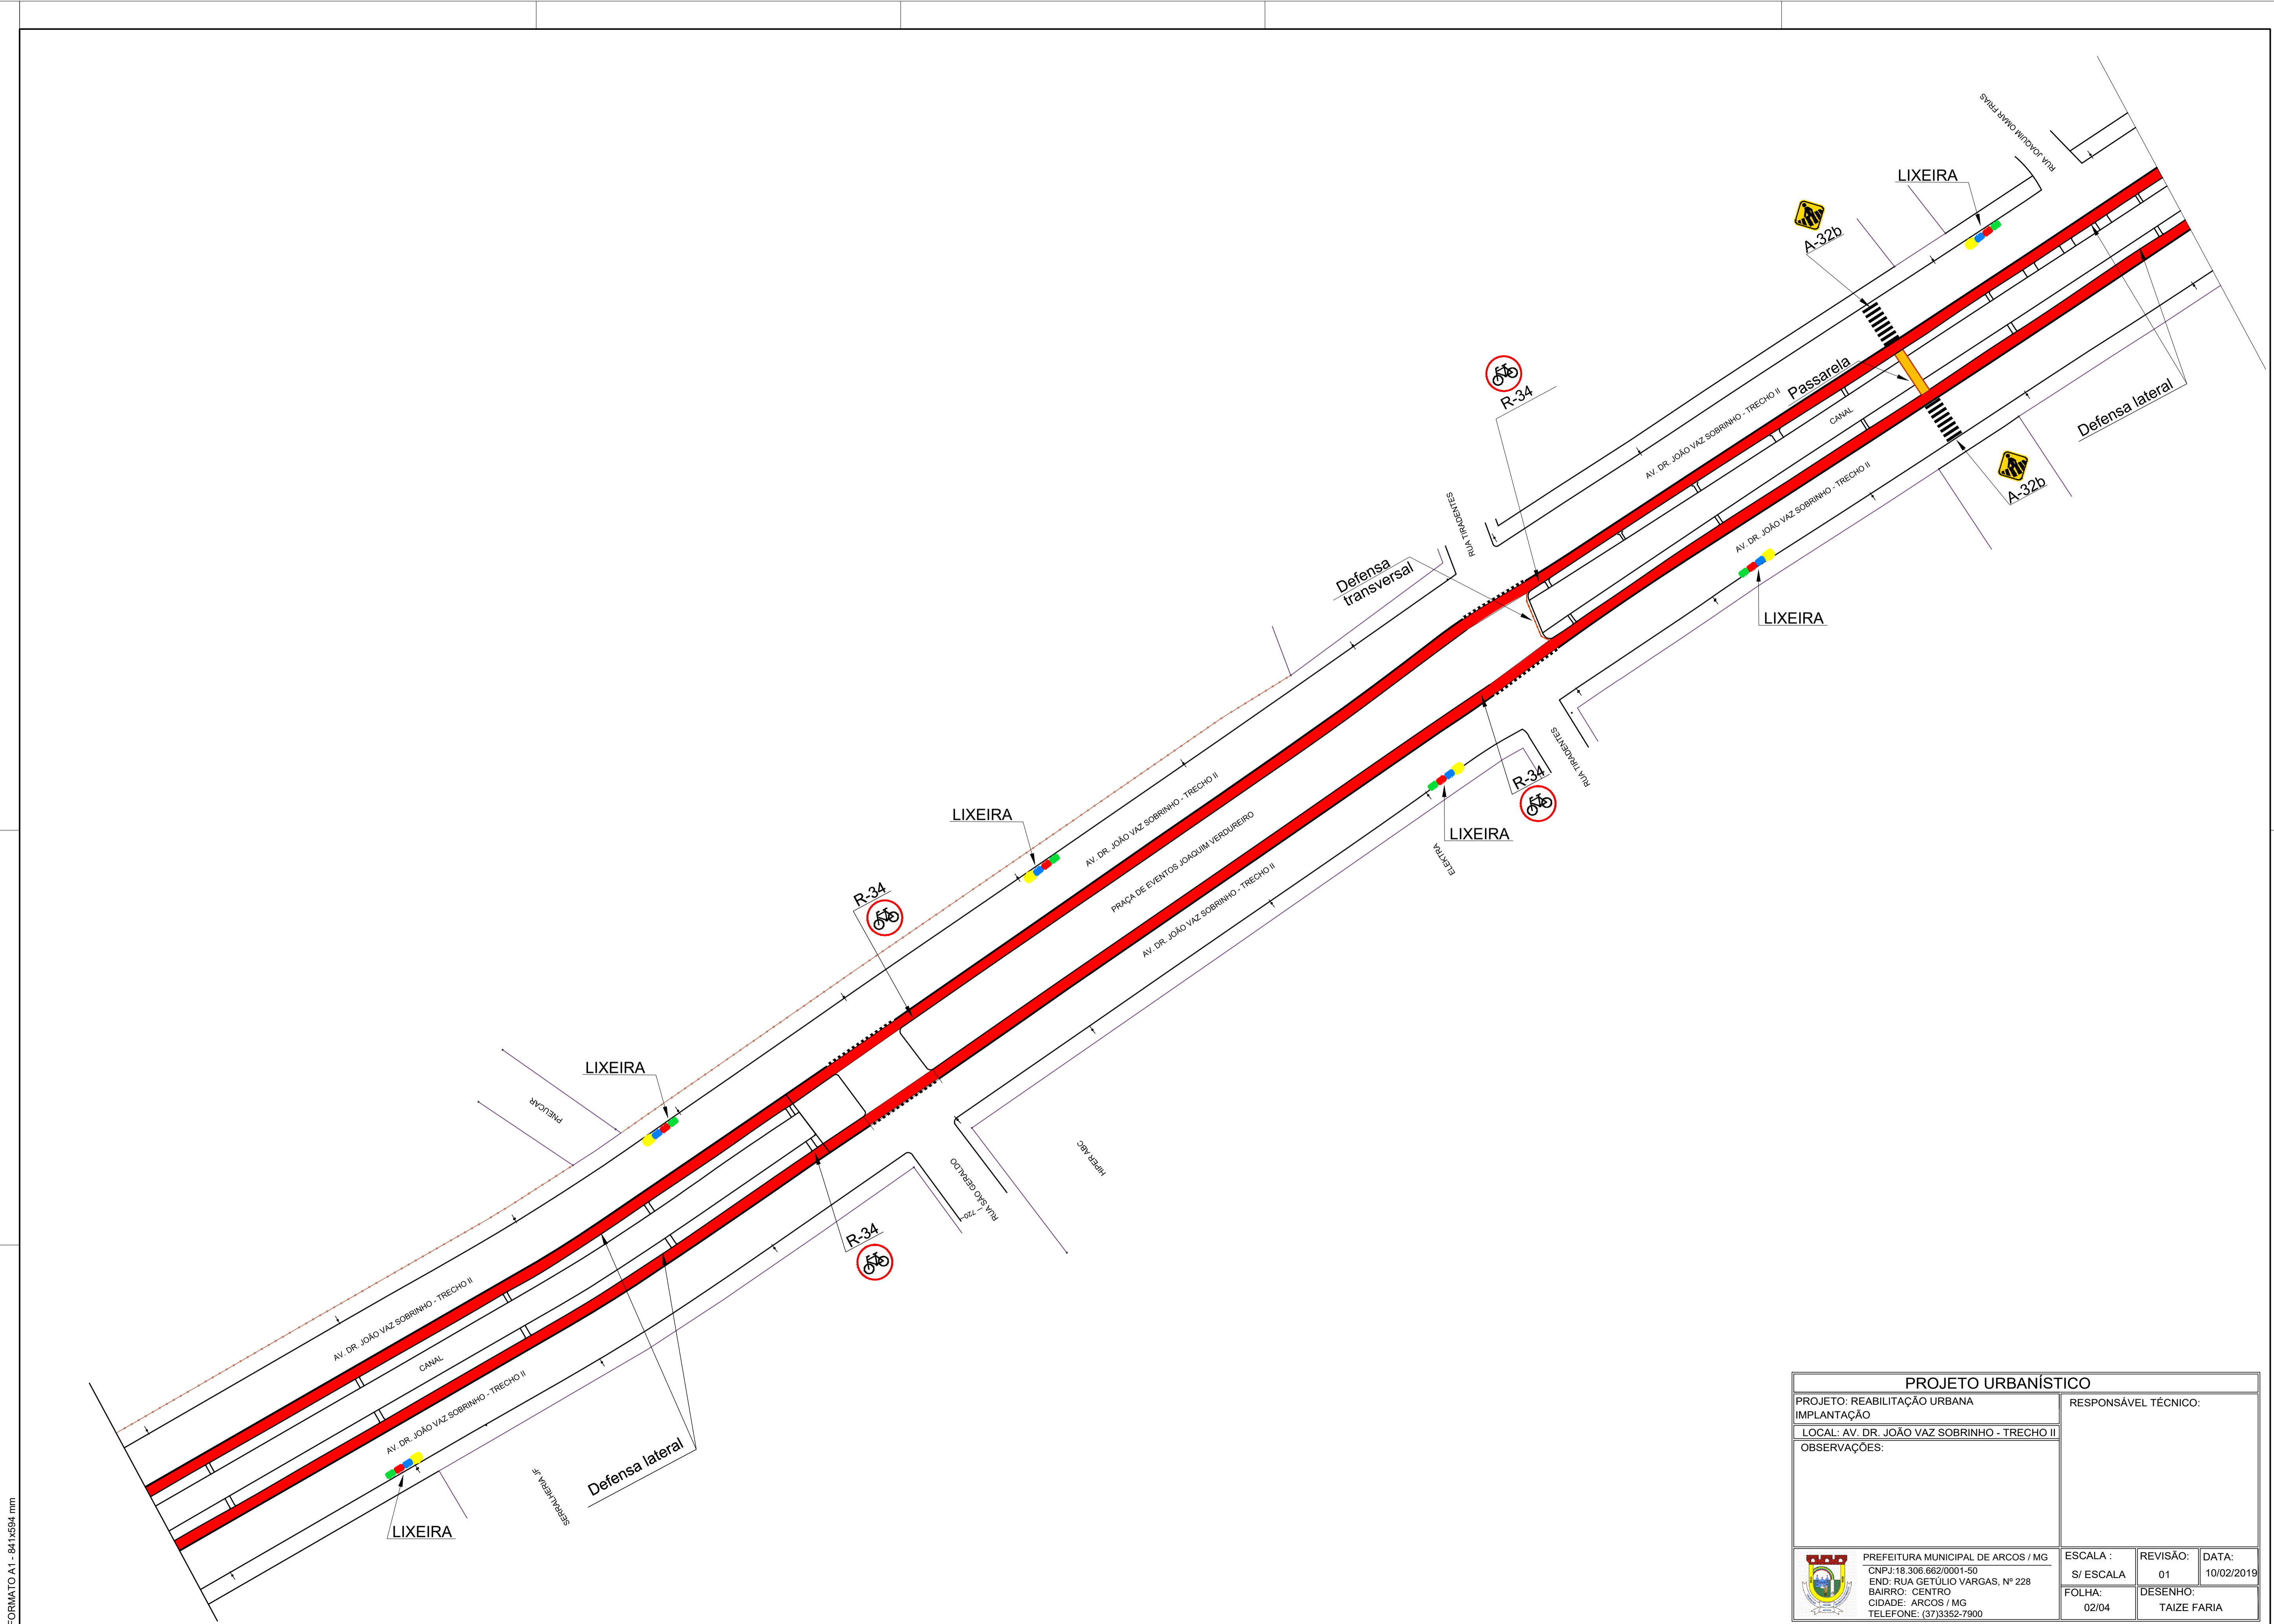 RUA JOAQUIM OMAR FRIAS
LIXEIRA
A-32b
R-34
Passarela
AV. DR. JOÃO VAZ SOBRINHO - TRECHO II
CANAL
Defensa lateral
A-32b
AV. DR. JOÃO VAZ SOBRINHO - TRECHO II
RUA TIRADENTES
Defensa
transversal
LIXEIRA
RUA TIRADENTES
R-34
LIXEIRA
ELEKTRA
LIXEIRA
AV. DR. JOÃO VAZ SOBRINHO - TRECHO II
PRAÇA DE EVENTOS JOAQUIM VERDUREIRO
AV. DR. JOÃO VAZ SOBRINHO - TRECHO II
R-34
LIXEIRA
PNEUCAR
HIPER ABC
RUA SÃO GERALDO
720
R-34
AV. DR. JOÃO VAZ SOBRINHO - TRECHO II
CANAL
AV. DR. JOÃO VAZ SOBRINHO - TRECHO II
Defensa lateral
SERRALHERIA JF
LIXEIRA
FORMATO A1 - 841x594 mm
PROJETO URBANÍSTICO
PROJETO: REABILITAÇÃO URBANA
IMPLANTAÇÃO
RESPONSÁVEL TÉCNICO:
LOCAL: AV. DR. JOÃO VAZ SOBRINHO - TRECHO II
OBSERVAÇÕES:
PREFEITURA MUNICIPAL DE ARCOS / MG
CNPJ:18.306.662/0001-50
END: RUA GETÚLIO VARGAS, Nº 228
BAIRRO: CENTRO
CIDADE: ARCOS / MG
TELEFONE: (37)3352-7900
ESCALA :
S/ ESCALA
REVISÃO:
01
DATA:
10/02/2019
FOLHA:
02/04
DESENHO:
TAIZE FARIA